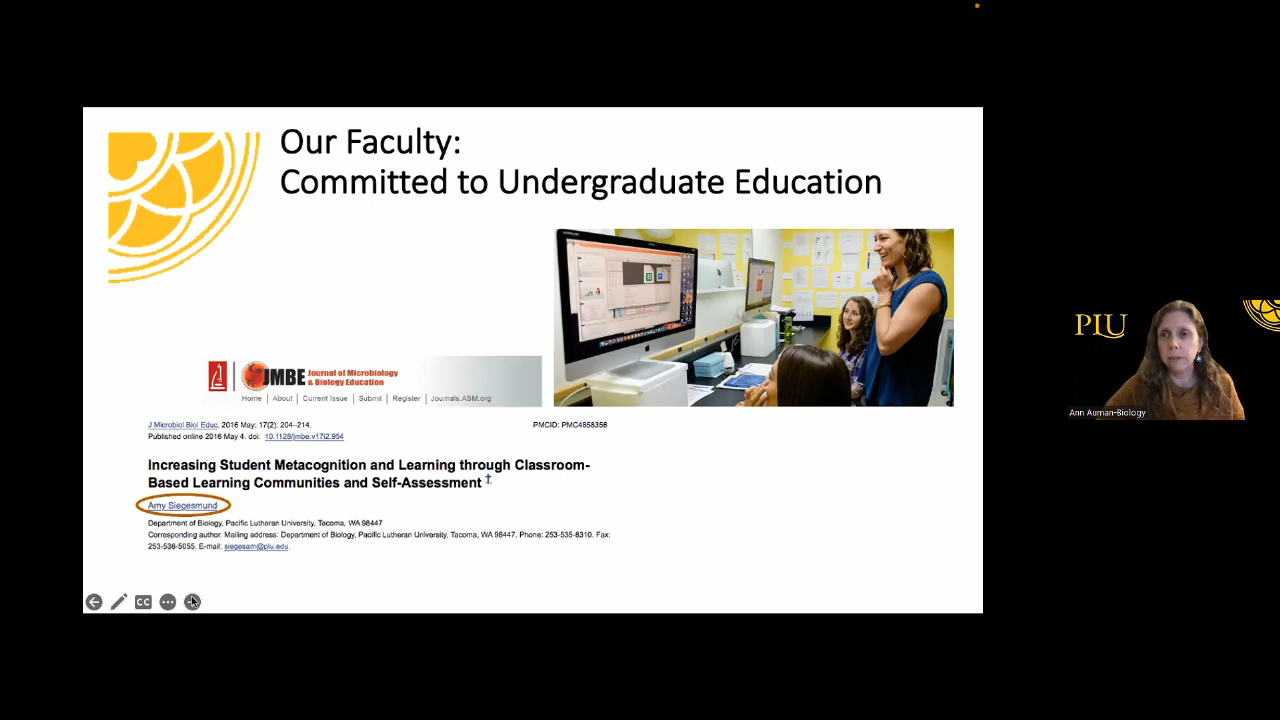 Our Faculty:
Committed to Undergraduate Education
JMBE Journal of Microbiology
& Biology Education
Home | About | Current Issue | Submit | Register | Journals.ASM.org
J Microbiol Biol Educ. 2016 May; 17(2): 204–214.
PMCID: PMC4858358
Published online 2016 May 4. doi: 10.1128/jmbe.v17i2.954
Increasing Student Metacognition and Learning through Classroom-
Based Learning Communities and Self-Assessment †
Amy Siegesmund
Department of Biology, Pacific Lutheran University, Tacoma, WA 98447
Corresponding author. Mailing address: Department of Biology, Pacific Lutheran University, Tacoma, WA 98447. Phone: 253-535-8310. Fax:
253-536-5055. E-mail: siegesam@plu.edu.
CC
PLU
Ann Auman-Biology